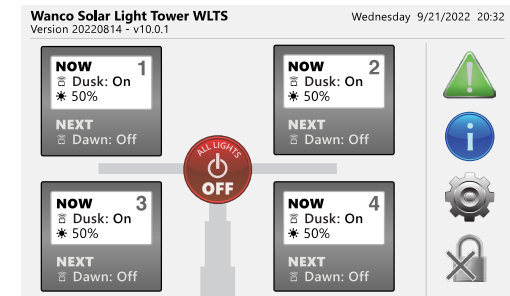 Wanco Solar Light Tower WLTS
Wednesday 9/21/2022 20:32
Version 20220814 - v10.0.1
NOW 1
Dusk: On
50%
NEXT
Dawn: Off
NOW 2
Dusk: On
50%
NEXT
Dawn: Off
ALL LIGHTS
OFF
NOW 3
Dusk: On
50%
NEXT
Dawn: Off
NOW 4
Dusk: On
50%
NEXT
Dawn: Off